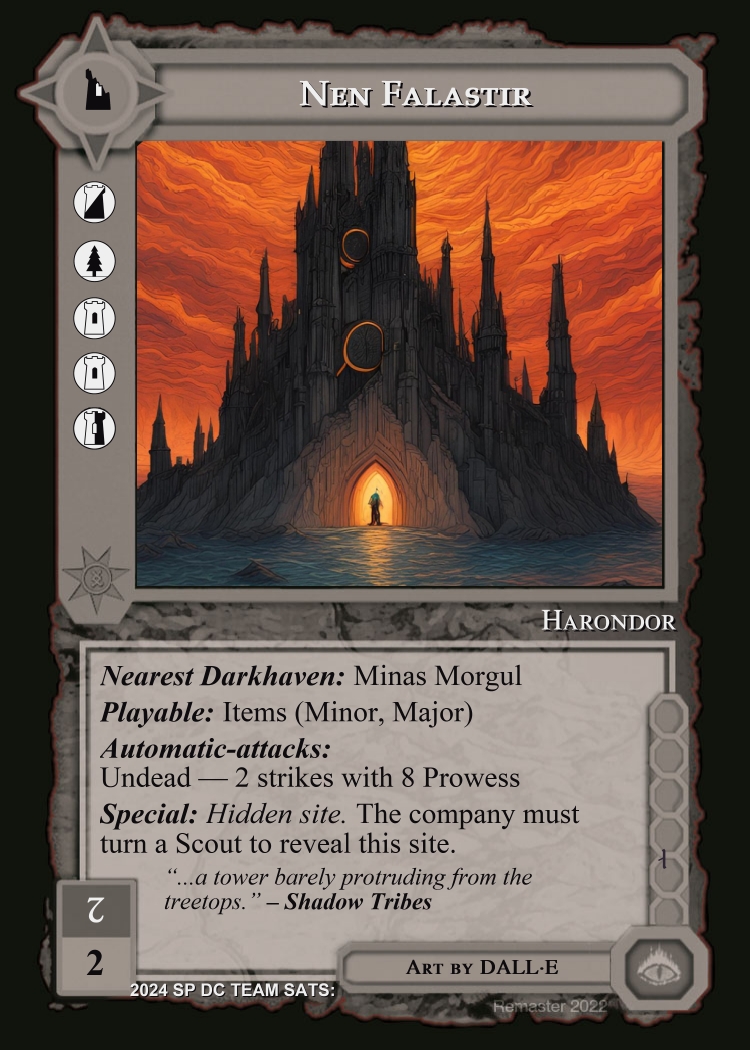 Nen Falastir
Harondor
Nearest Darkhaven: Minas Morgul
Playable: Items (Minor, Major)
Automatic-attacks:
Undead — 2 strikes with 8 Prowess
Special: Hidden site. The company must
turn a Scout to reveal this site.
“...a tower barely protruding from the
treetops.” – Shadow Tribes
2
2
Art by DALL·E
2024 SP DC TEAM SATS:
Remaster 2022